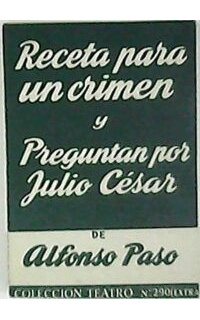 Receta para
un crimen
y
Preguntan por
Julio César
DE
Alfonso Paso
COLECCION TEATRO Nº 290 (EXTRA)